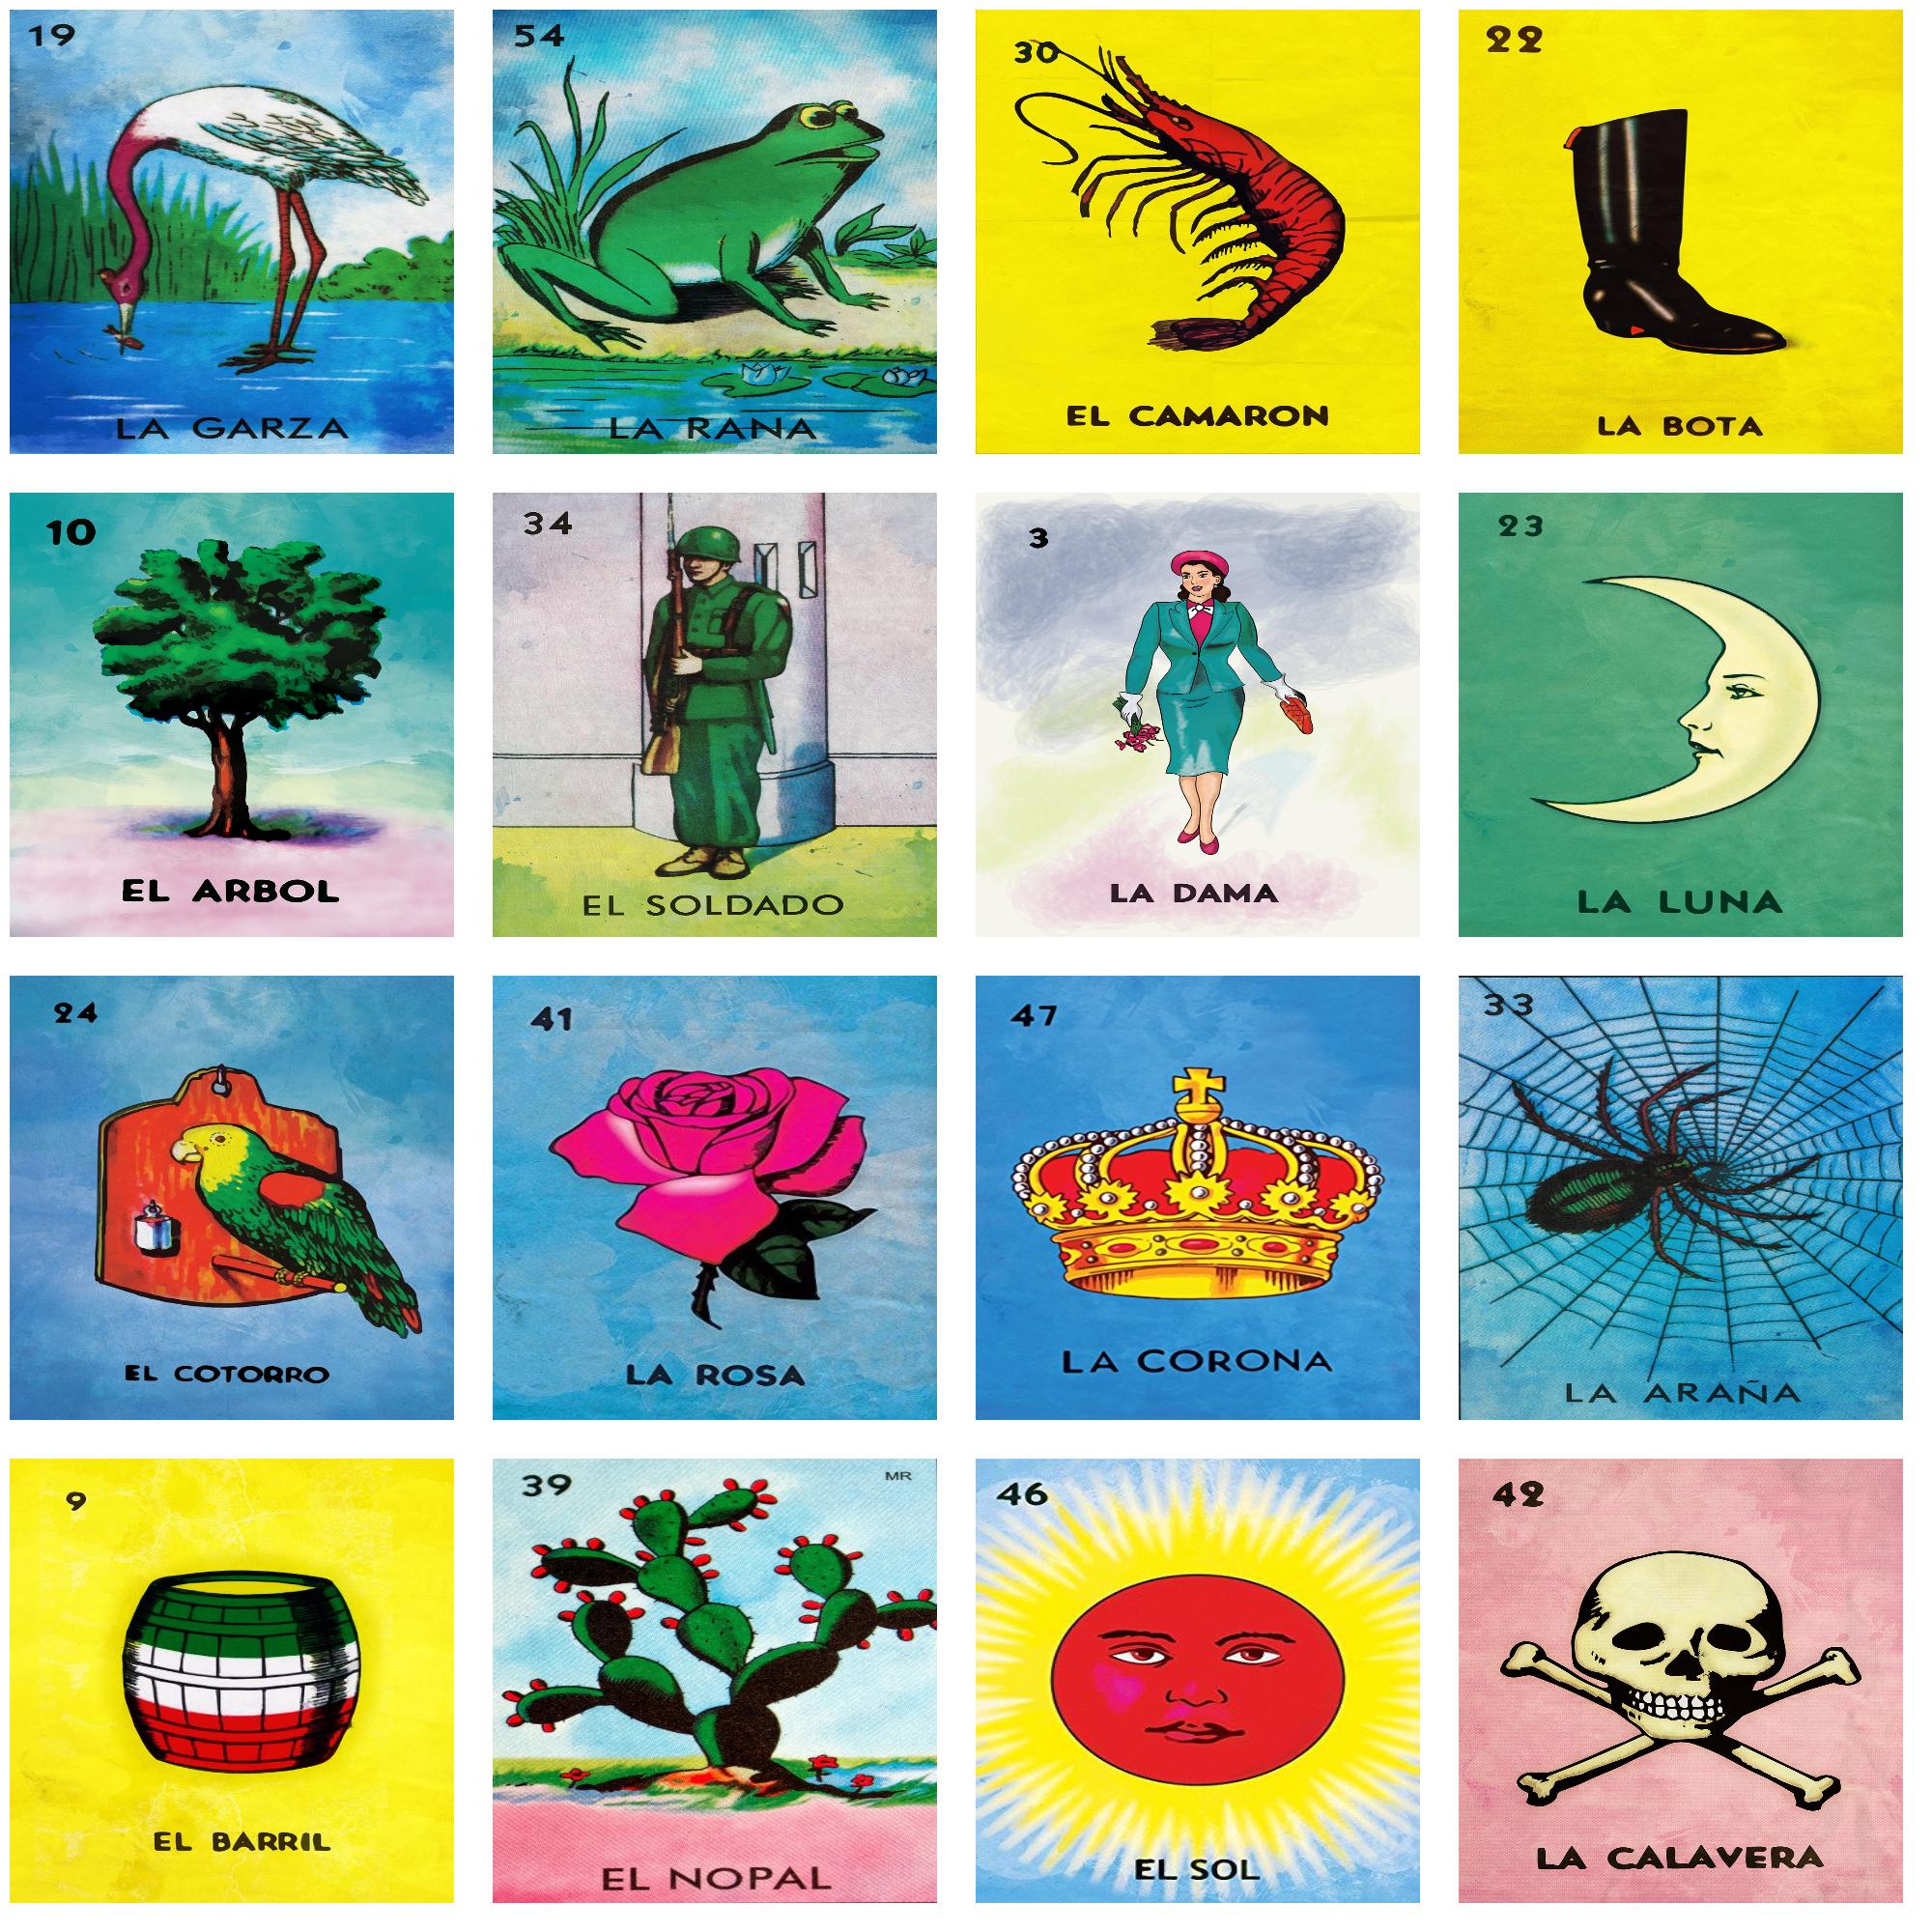 19
LA GARZA
54
LA RANA
30
EL CAMARON
22
LA BOTA
10
EL ARBOL
34
EL SOLDADO
3
LA DAMA
23
LA LUNA
24
EL COTORRO
41
LA ROSA
47
LA CORONA
33
LA ARAÑA
9
EL BARRIL
39
MR
EL NOPAL
46
EL SOL
42
LA CALAVERA